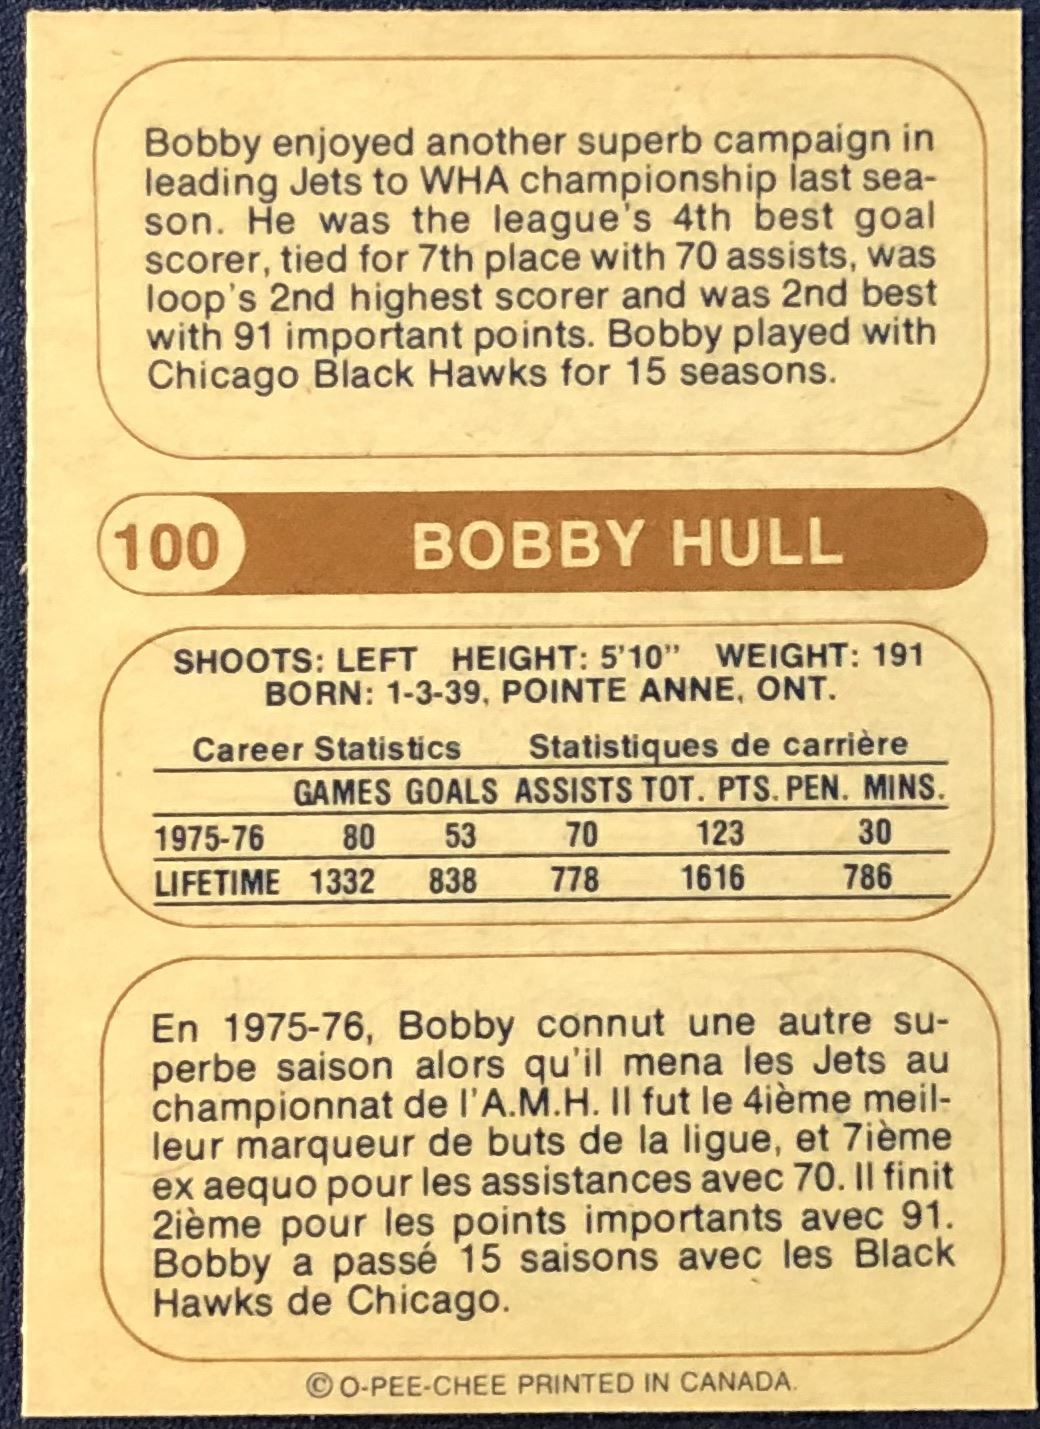 Bobby enjoyed another superb campaign in
leading Jets to WHA championship last sea-
son. He was the league's 4th best goal
scorer, tied for 7th place with 70 assists, was
loop's 2nd highest scorer and was 2nd best
with 91 important points. Bobby played with
Chicago Black Hawks for 15 seasons.
100 BOBBY HULL
SHOOTS: LEFT HEIGHT: 5'10" WEIGHT: 191
BORN: 1-3-39, POINTE ANNE, ONT.
Career Statistics Statistiques de carrière
GAMES GOALS ASSISTS TOT. PTS. PEN. MINS.
1975-76 80 53 70 123 30
LIFETIME 1332 838 778 1616 786
En 1975-76, Bobby connut une autre su-
perbe saison alors qu'il mena les Jets au
championnat de l'A.M.H. Il fut le 4ième meil-
leur marqueur de buts de la ligue, et 7ième
ex aequo pour les assistances avec 70. Il finit
2ième pour les points importants avec 91.
Bobby a passé 15 saisons avec les Black
Hawks de Chicago.
© O-PEE-CHEE PRINTED IN CANADA.